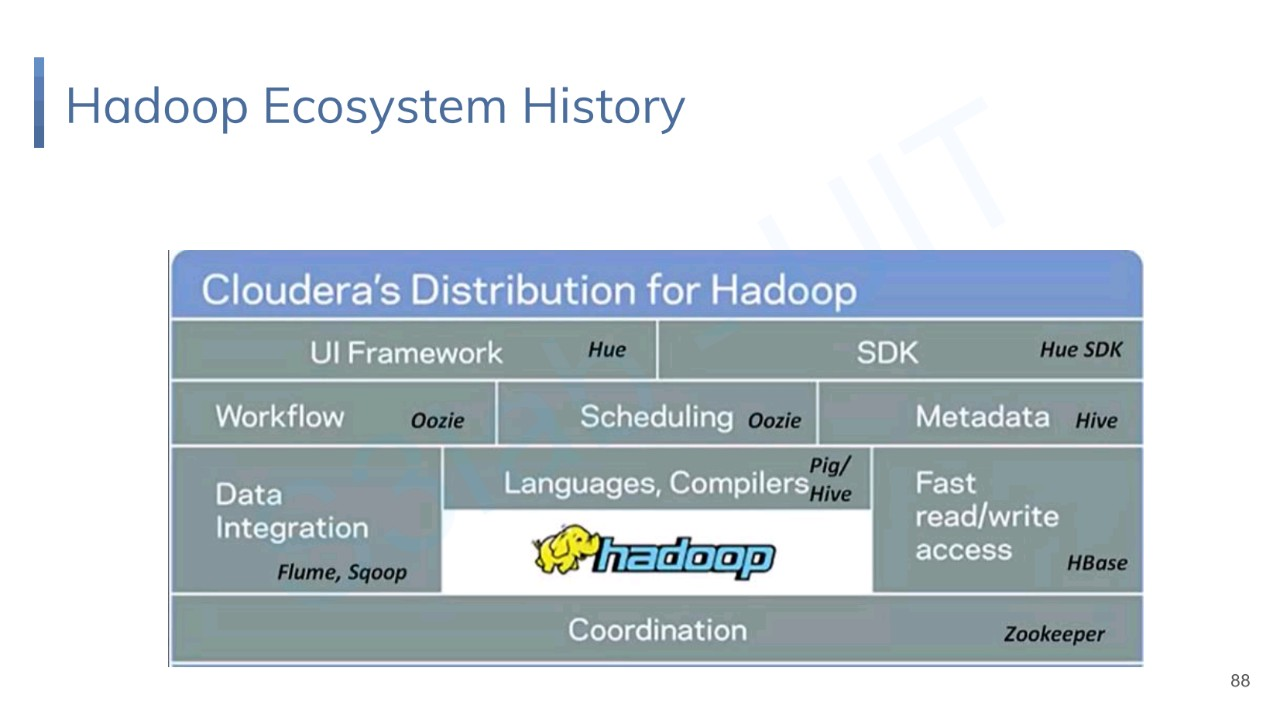 Hadoop Ecosystem History
Cloudera's Distribution for Hadoop
UI Framework Hue
SDK Hue SDK
Workflow Oozie
Scheduling Oozie
Metadata Hive
Data
Integration
Flume, Sqoop
Languages, Compilers
Pig/
Hive
hadoop
Fast
read/write
access
HBase
Coordination Zookeeper
88